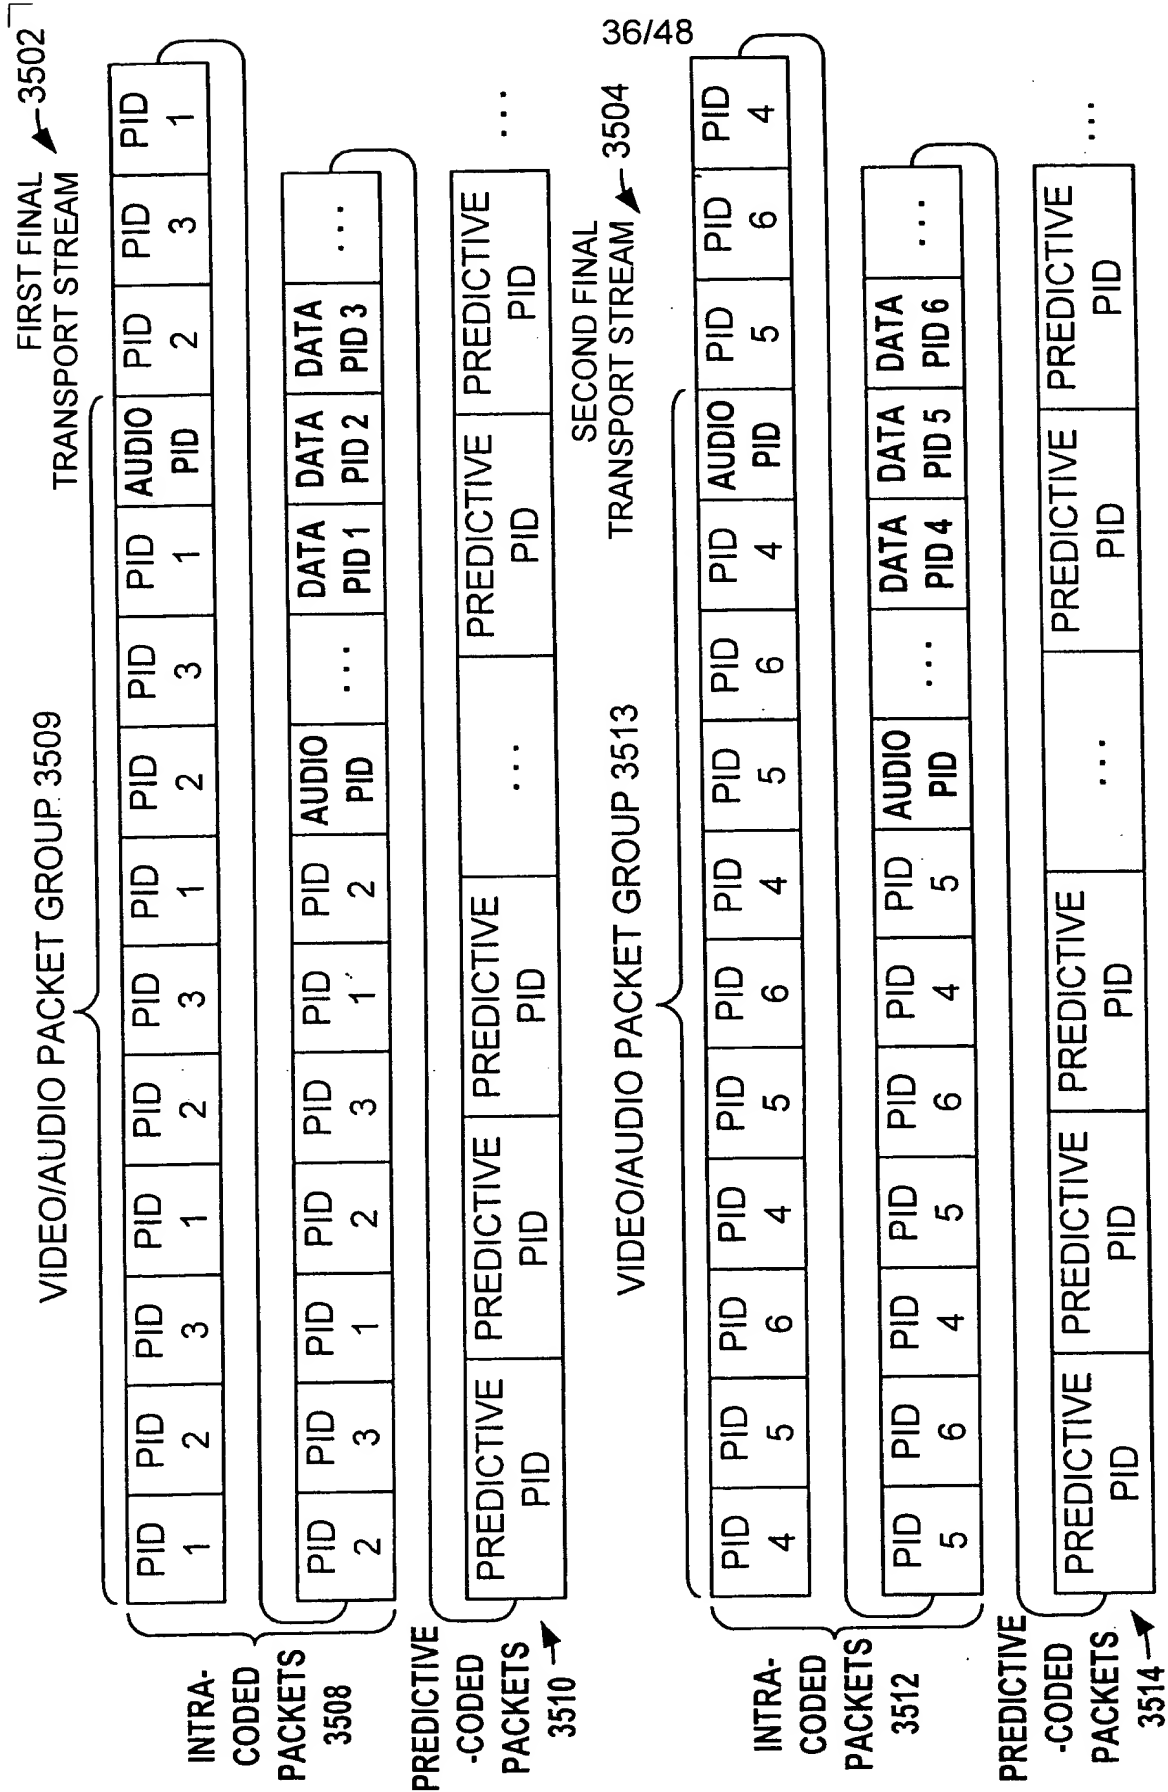 36/48
FIRST FINAL
TRANSPORT STREAM
3502
VIDEO/AUDIO PACKET GROUP 3509
PID PID PID PID PID PID PID PID PID PID AUDIO PID PID PID
1 2 3 1 2 3 1 2 3 1 PID 2 3 1
INTRA-
CODED
PACKETS
3508
PID PID PID PID PID PID PID AUDIO ... DATA DATA DATA ...
2 3 1 2 3 1 2 PID PID 1 PID 2 PID 3
PREDICTIVE
-CODED
PACKETS
3510
PREDICTIVE PREDICTIVE PREDICTIVE ... PREDICTIVE PREDICTIVE ...
PID PID PID PID PID
SECOND FINAL
TRANSPORT STREAM
3504
VIDEO/AUDIO PACKET GROUP 3513
PID PID PID PID PID PID PID PID PID PID AUDIO PID PID PID
4 5 6 4 5 6 4 5 6 4 PID 5 6 4
INTRA-
CODED
PACKETS
3512
PID PID PID PID PID PID PID AUDIO ... DATA DATA DATA ...
5 6 4 5 6 4 5 PID PID 4 PID 5 PID 6
PREDICTIVE
-CODED
PACKETS
3514
PREDICTIVE PREDICTIVE PREDICTIVE ... PREDICTIVE PREDICTIVE ...
PID PID PID PID PID